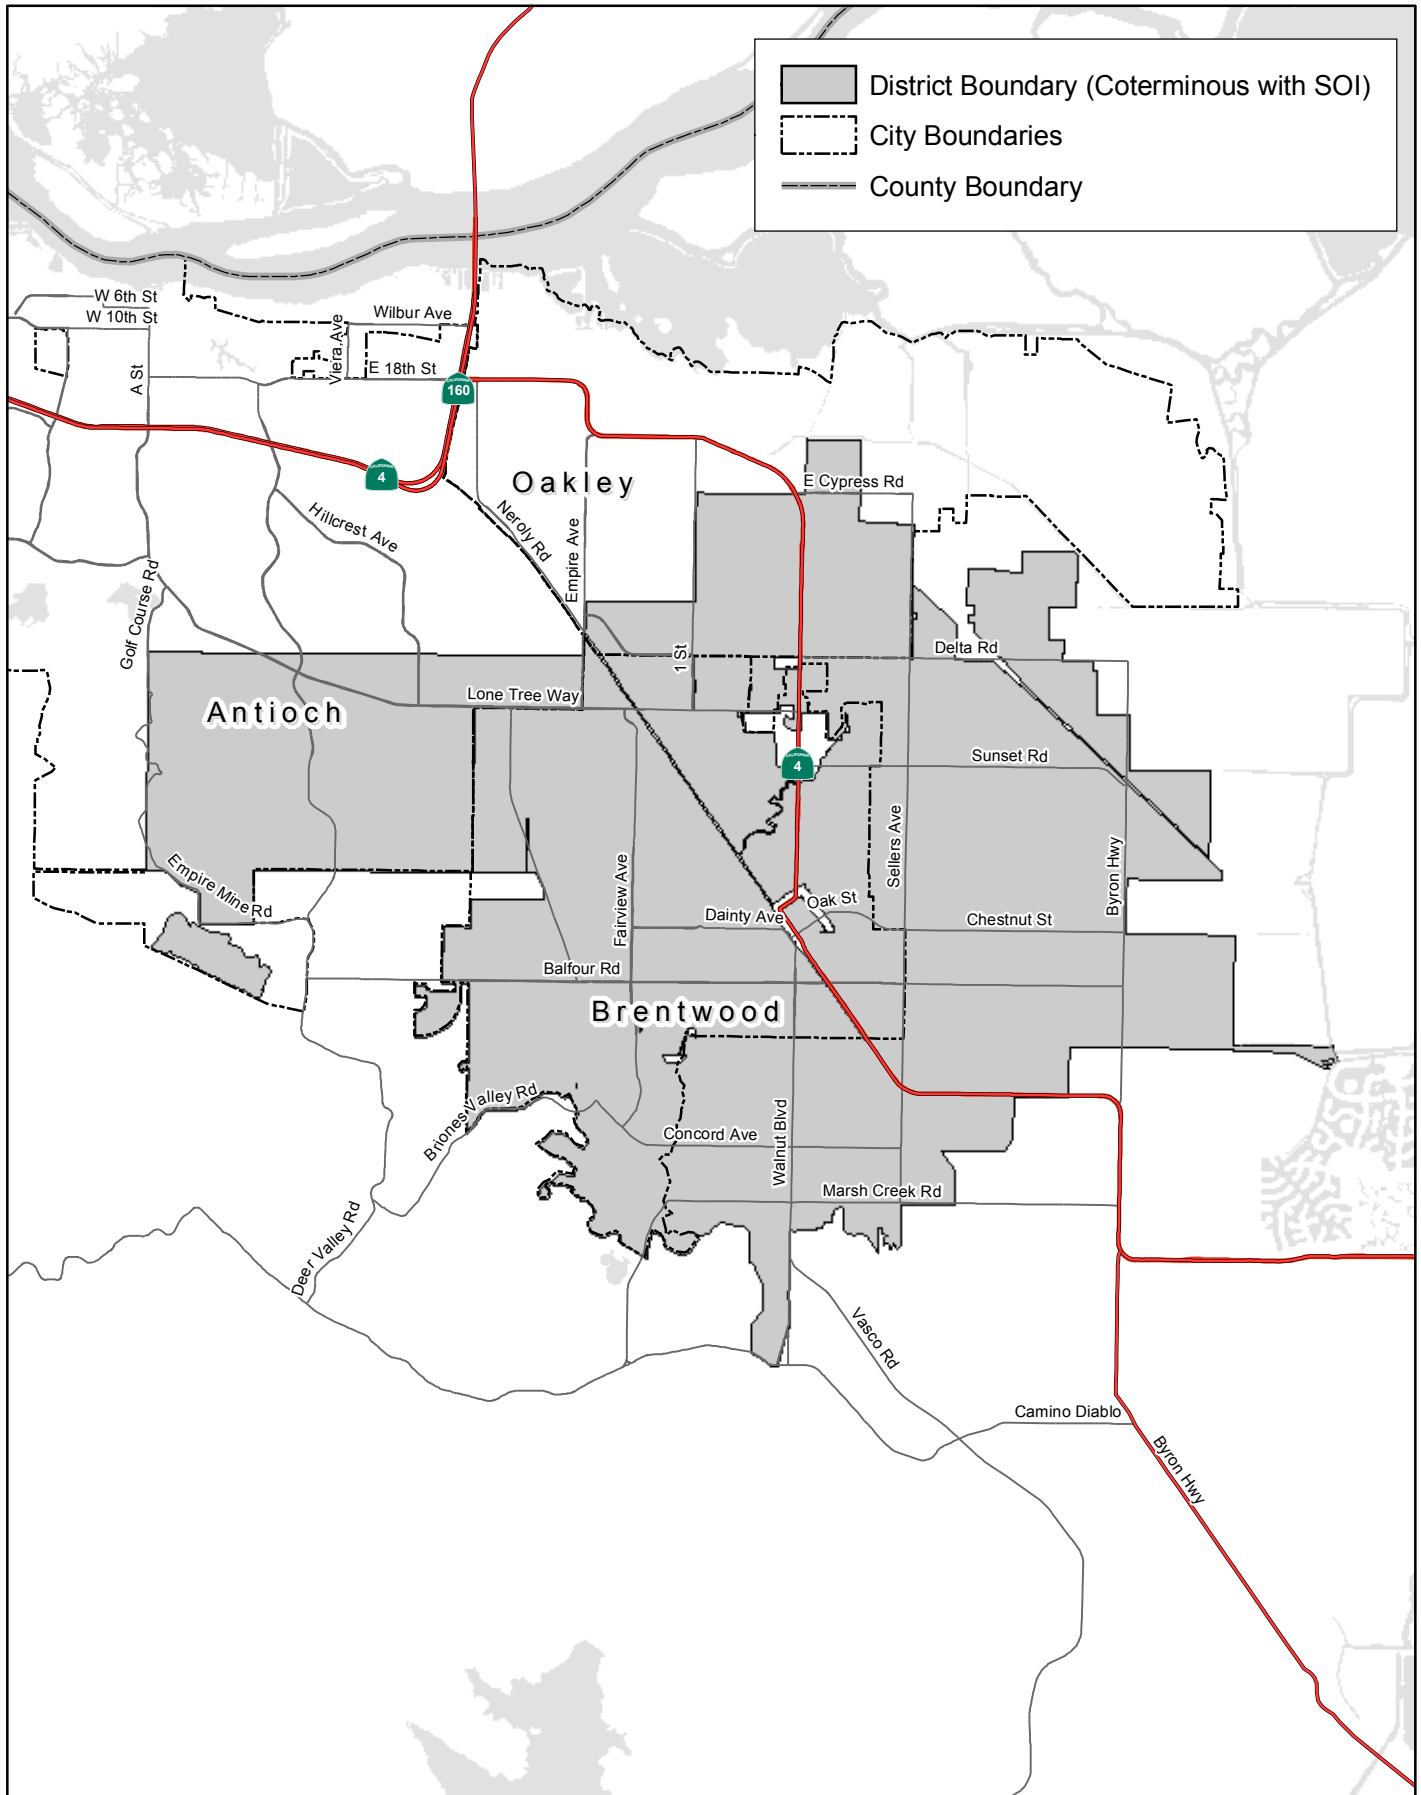 District Boundary (Coterminous with SOI)
City Boundaries
County Boundary
W 6th St
W 10th St
Wilbur Ave
Viera Ave
A St
E 18th St
CALIFORNIA
160
CALIFORNIA
4
Oakley
E Cypress Rd
Hillcrest Ave
Neroly Rd
Empire Ave
Golf Course Rd
1 St
Delta Rd
Lone Tree Way
Antioch
CALIFORNIA
4
Sunset Rd
Sellers Ave
Byron Hwy
Empire Mine Rd
Fairview Ave
Dainty Ave
Oak St
Chestnut St
Balfour Rd
Brentwood
Briones Valley Rd
Concord Ave
Walnut Blvd
Marsh Creek Rd
Deer Valley Rd
Vasco Rd
Camino Diablo
Byron Hwy